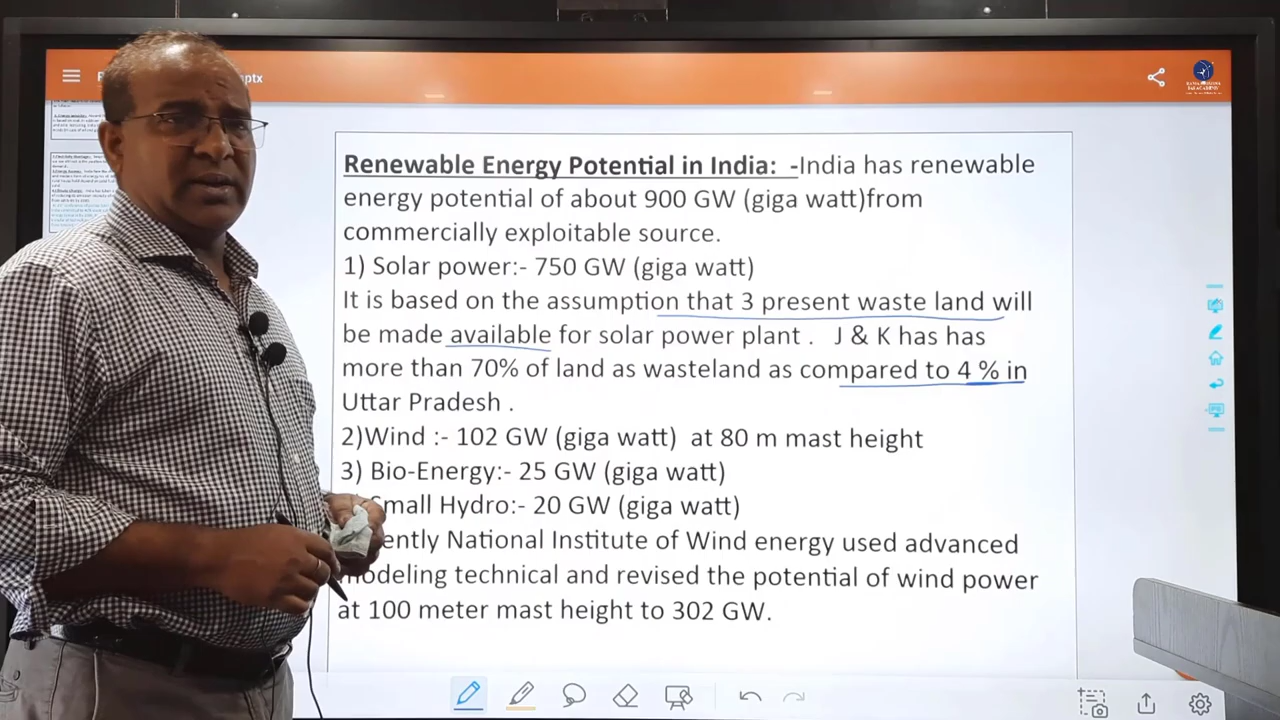 ptx
Renewable Energy Potential in India: -India has renewable
energy potential of about 900 GW (giga watt)from
commercially exploitable source.
1) Solar power:- 750 GW (giga watt)
It is based on the assumption that 3 present waste land will
be made available for solar power plant . J & K has has
more than 70% of land as wasteland as compared to 4 % in
Uttar Pradesh .
2)Wind :- 102 GW (giga watt) at 80 m mast height
3) Bio-Energy:- 25 GW (giga watt)
Small Hydro:- 20 GW (giga watt)
ently National Institute of Wind energy used advanced
modeling technical and revised the potential of wind power
at 100 meter mast height to 302 GW.